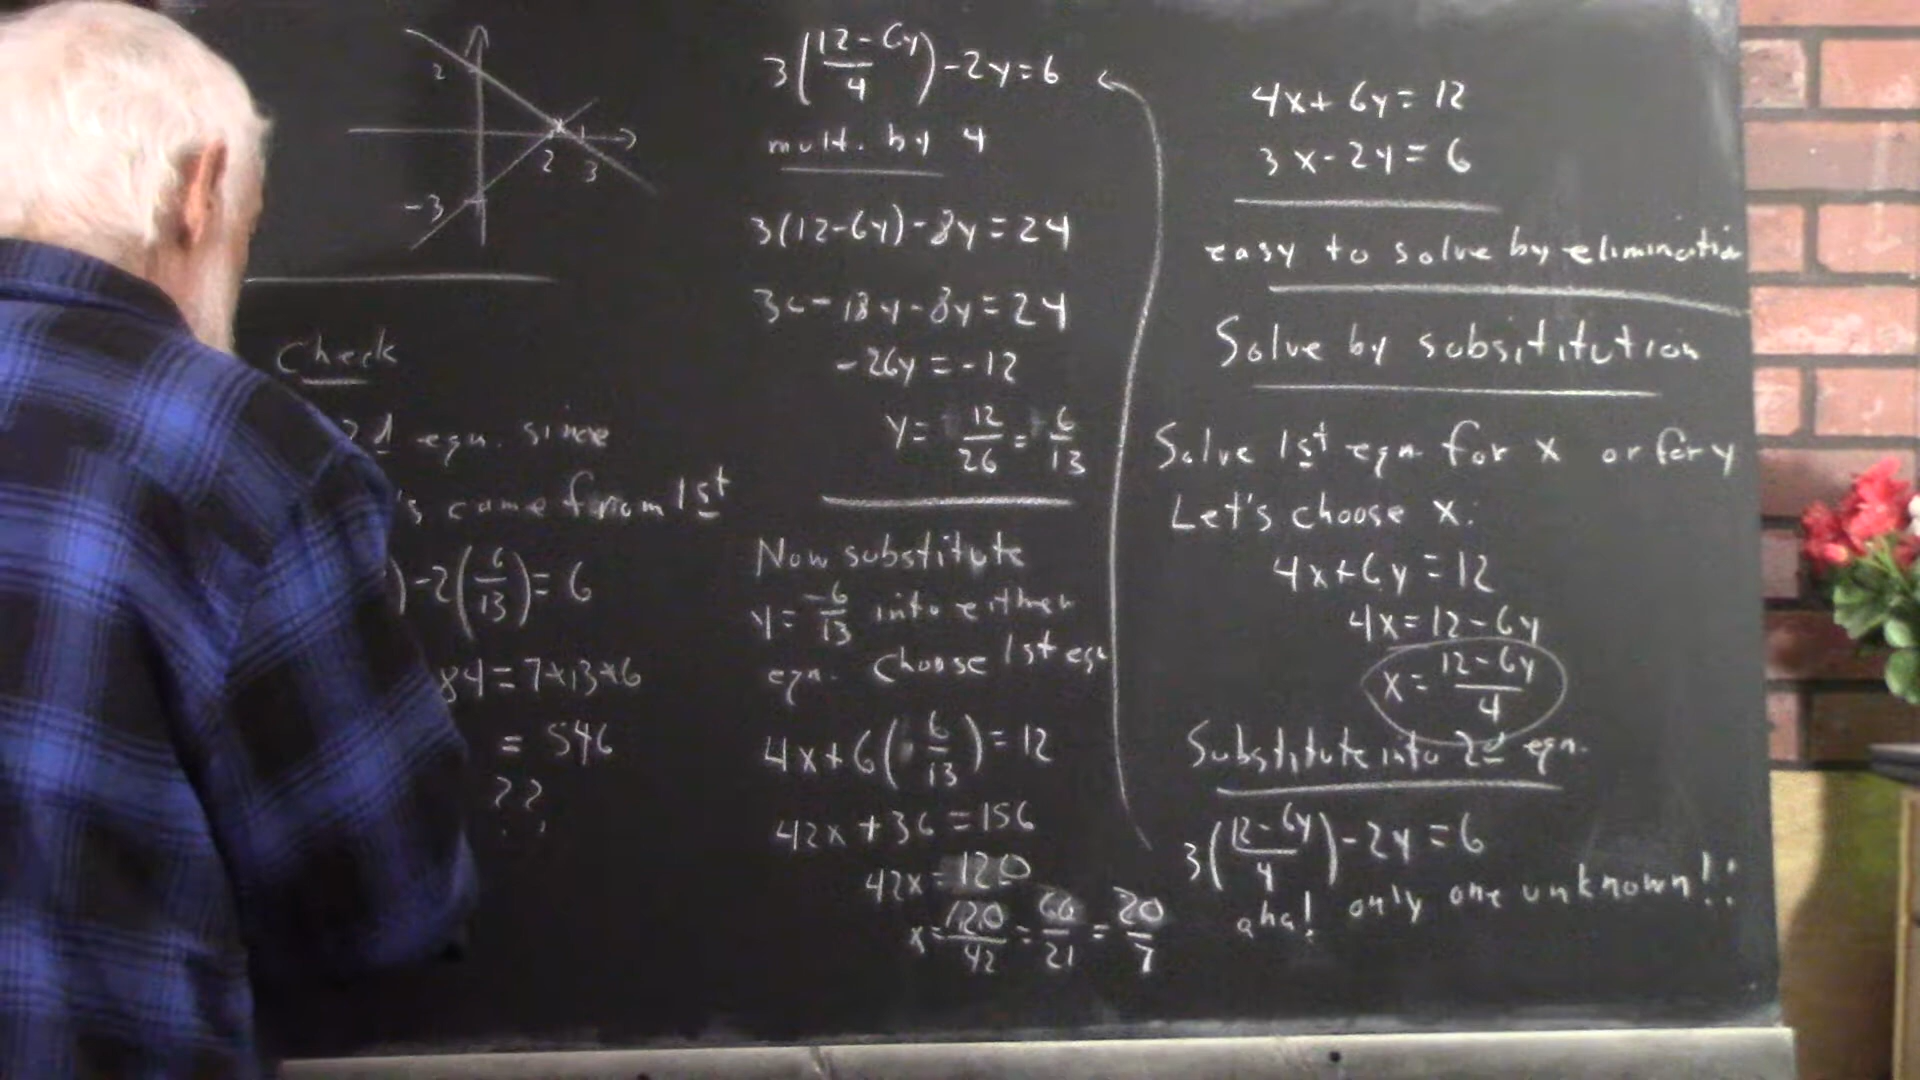 2
2
3
-3
Check
2d eqn. since
's came from 1st
)-2(6/13)=6
84=7*13*6
= 546
??
3((12-6y)/4)-2y=6
mult. by 4
3(12-6y)-8y=24
36-18y-8y=24
-26y=-12
y= 12/26 = 6/13
Now substitute
y= -6/13 into either
eqn. Choose 1st eqn
4x+6(6/13)=12
42x+36=156
42x=120
x=120/42=60/21=20/7
4x+6y=12
3x-2y=6
easy to solve by elimination
Solve by subsititution
Solve 1st eqn for x or for y
Let's choose x:
4x+6y=12
4x=12-6y
x=(12-6y)/4
Substitute into 2d eqn.
3((12-6y)/4)-2y=6
aha! only one unknown!!